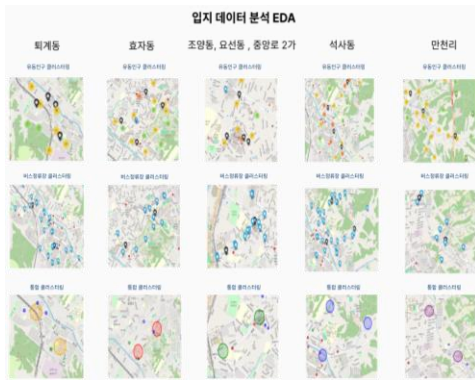 입지 데이터 분석 EDA
퇴계동 효자동 조양동, 요선동 , 중앙로 2가 석사동 만천리
유동인구 클러스터링 유동인구 클러스터링 유동인구 클러스터링 유동인구 클러스터링 유동인구 클러스터링
버스정류장 클러스터링 버스정류장 클러스터링 버스정류장 클러스터링 버스정류장 클러스터링 버스정류장 클러스터링
통합 클러스터링 통합 클러스터링 통합 클러스터링 통합 클러스터링 통합 클러스터링